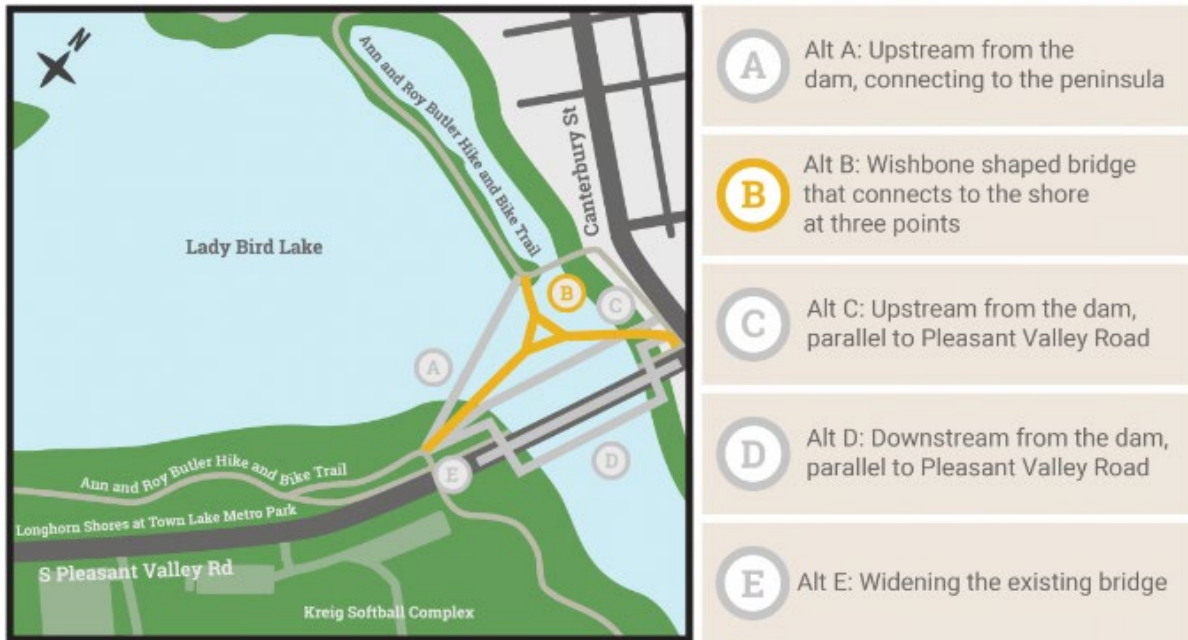 N
Ann and Roy Butler Hike and Bike Trail
Canterbury St
Lady Bird Lake
B
C
A
D
E
Ann and Roy Butler Hike and Bike Trail
Longhorn Shores at Town Lake Metro Park
S Pleasant Valley Rd
Kreig Softball Complex
A
Alt A: Upstream from the
dam, connecting to the peninsula
B
Alt B: Wishbone shaped bridge
that connects to the shore
at three points
C
Alt C: Upstream from the dam,
parallel to Pleasant Valley Road
D
Alt D: Downstream from the dam,
parallel to Pleasant Valley Road
E
Alt E: Widening the existing bridge